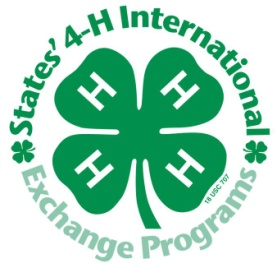 States' 4-H International
H H
H H
18 USC 707
Exchange Programs